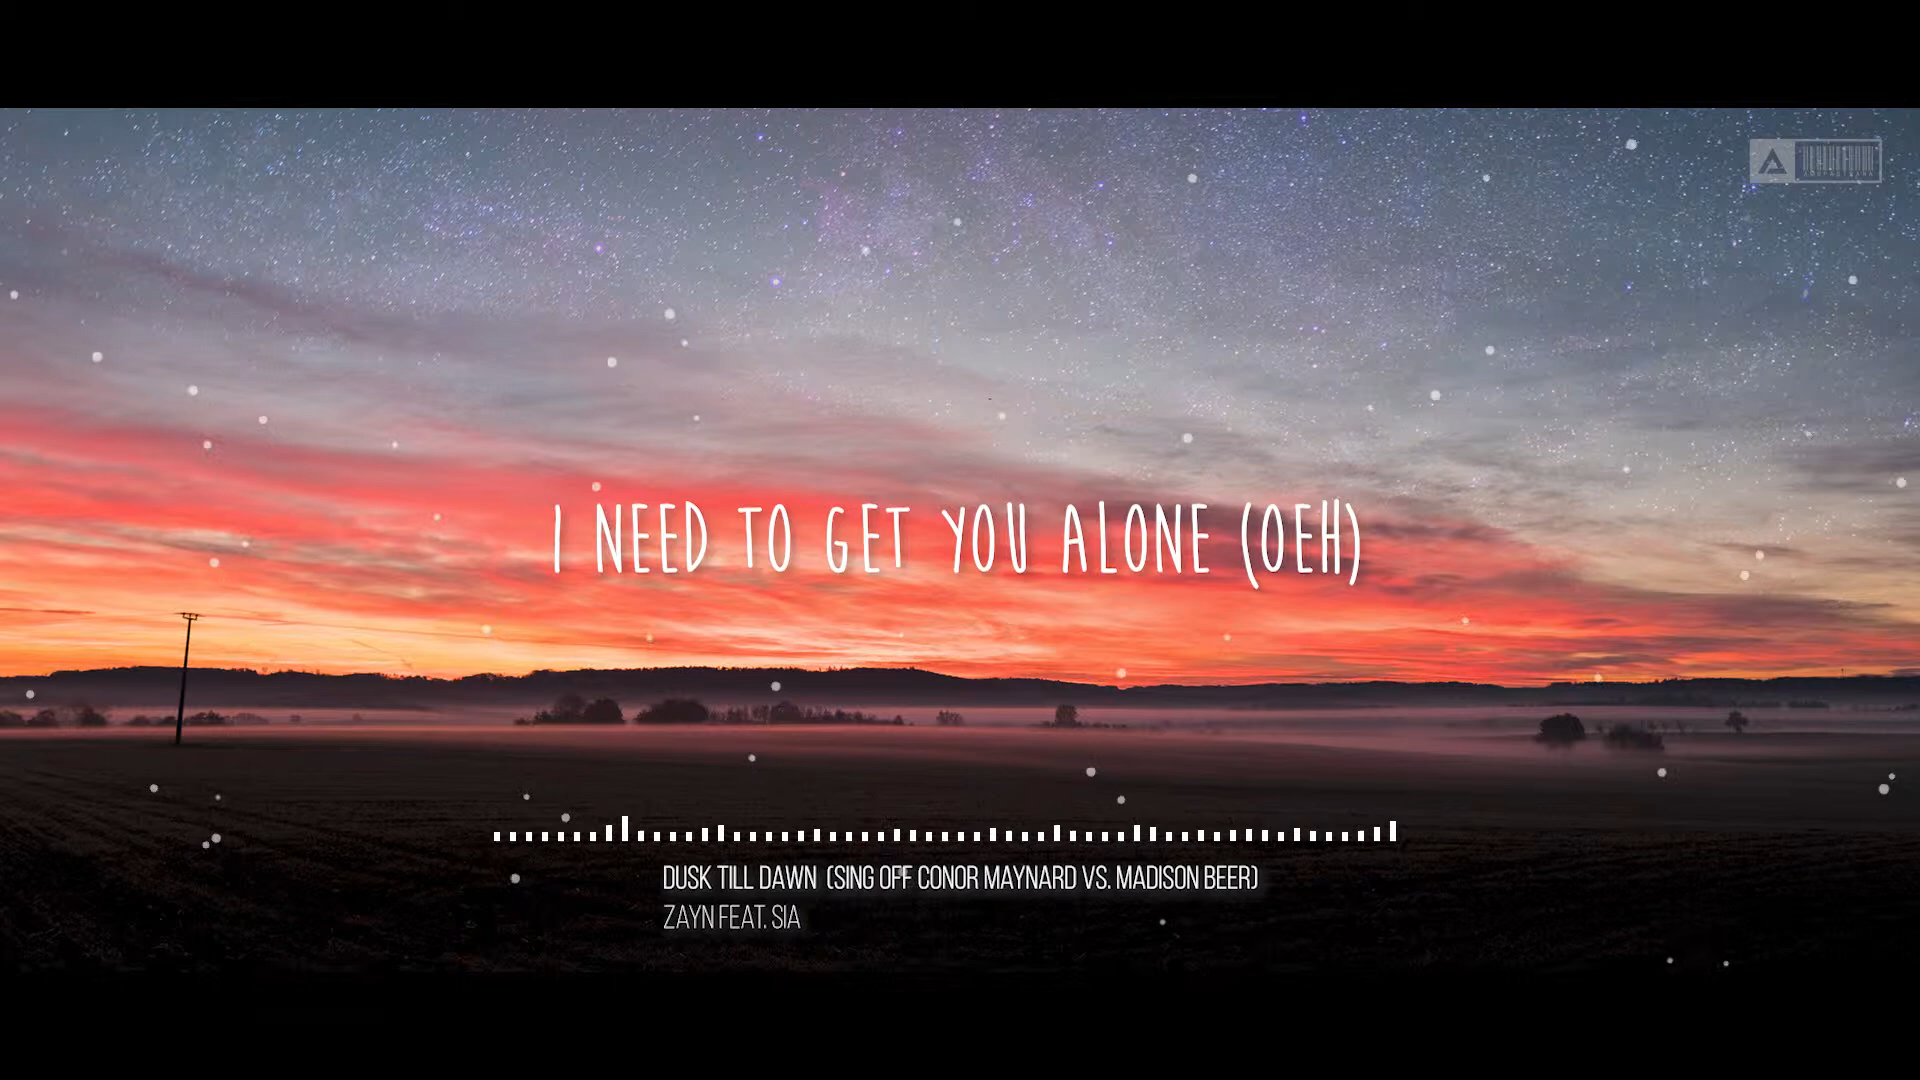 I NEED TO GET YOU ALONE (OEH)
DUSK TILL DAWN (SING OFF CONOR MAYNARD VS. MADISON BEER)
ZAYN FEAT. SIA